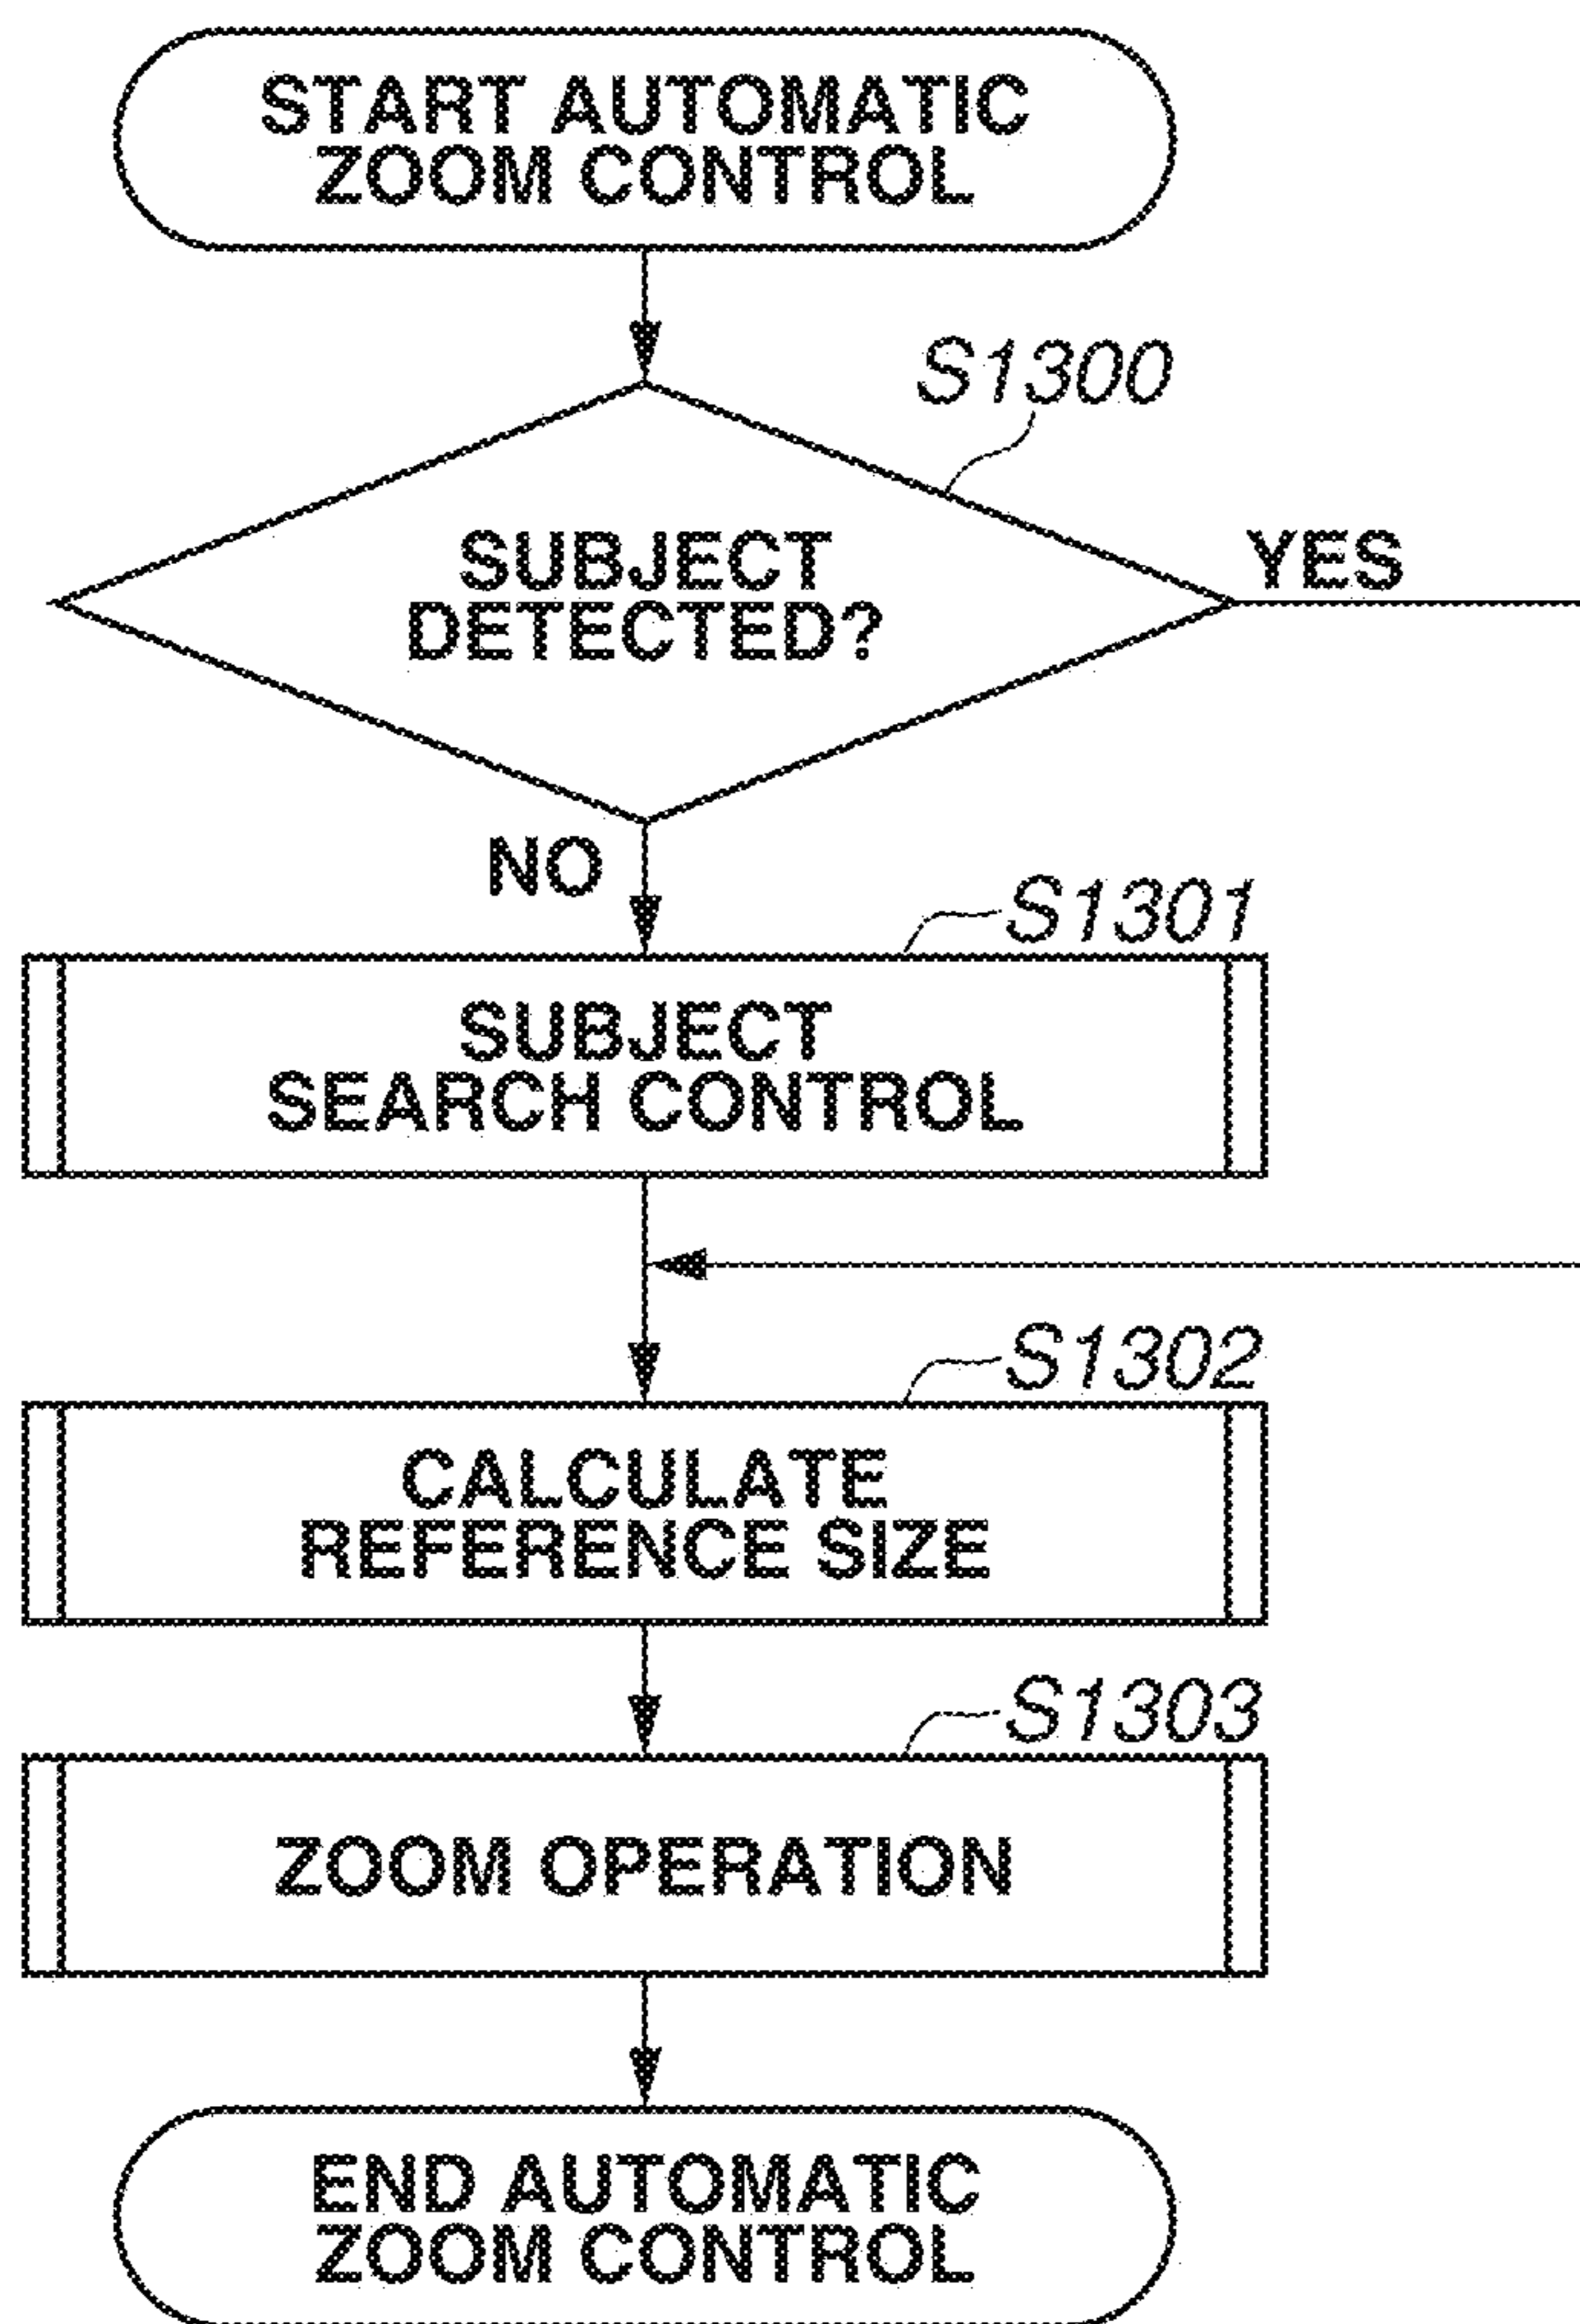 START AUTOMATIC
ZOOM CONTROL
S1300
SUBJECT
DETECTED?
YES
NO
S1301
SUBJECT
SEARCH CONTROL
S1302
CALCULATE
REFERENCE SIZE
S1303
ZOOM OPERATION
END AUTOMATIC
ZOOM CONTROL